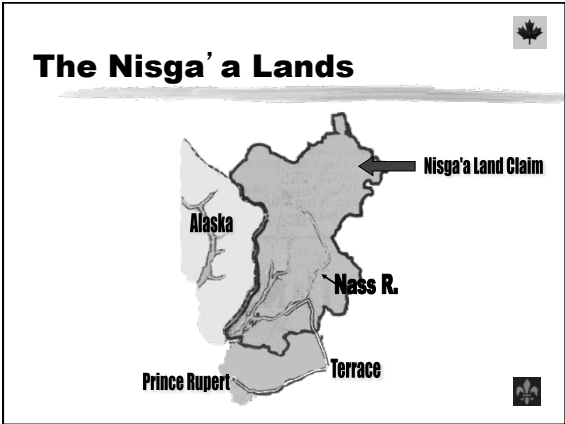 The Nisga’a Lands
Nisga'a Land Claim
Alaska
Nass R.
Terrace
Prince Rupert